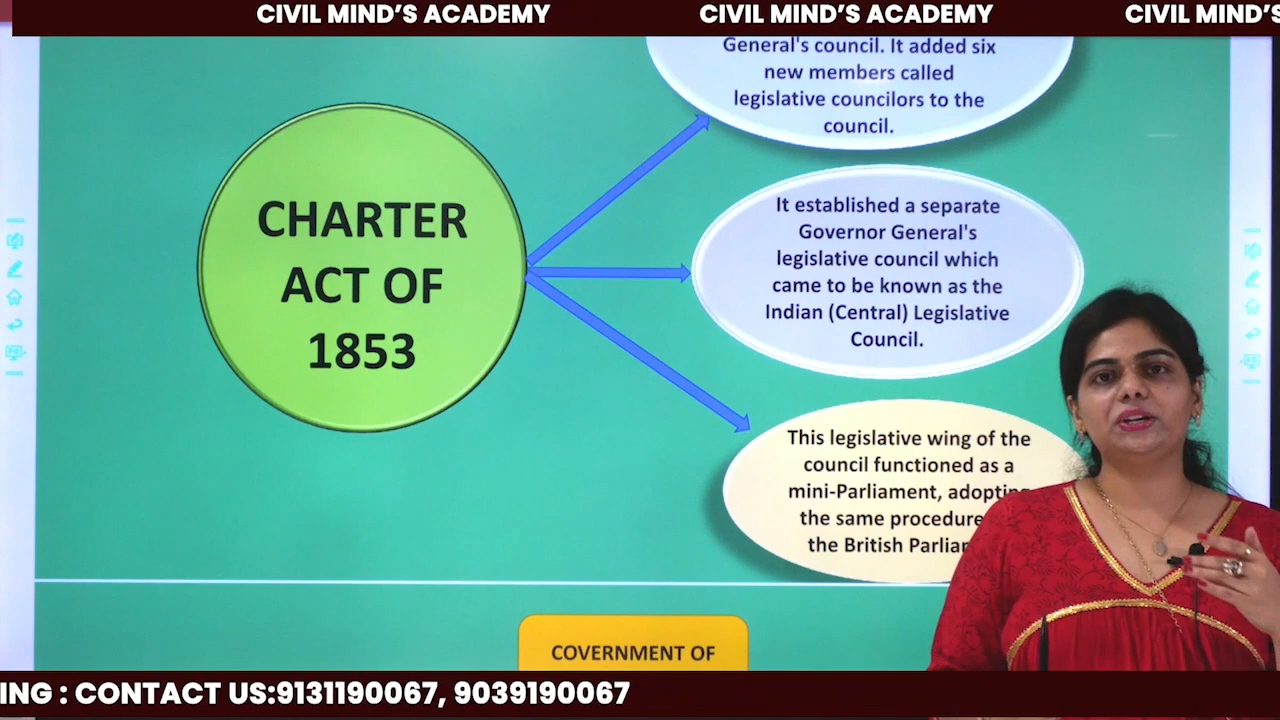 CIVIL MIND’S ACADEMY CIVIL MIND’S ACADEMY CIVIL MIND’S
General's council. It added six
new members called
legislative councilors to the
council.
CHARTER
ACT OF
1853
It established a separate
Governor General's
legislative council which
came to be known as the
Indian (Central) Legislative
Council.
This legislative wing of the
council functioned as a
mini-Parliament, adopting
the same procedure
the British
COVERNMENT OF
ING : CONTACT US:9131190067, 9039190067